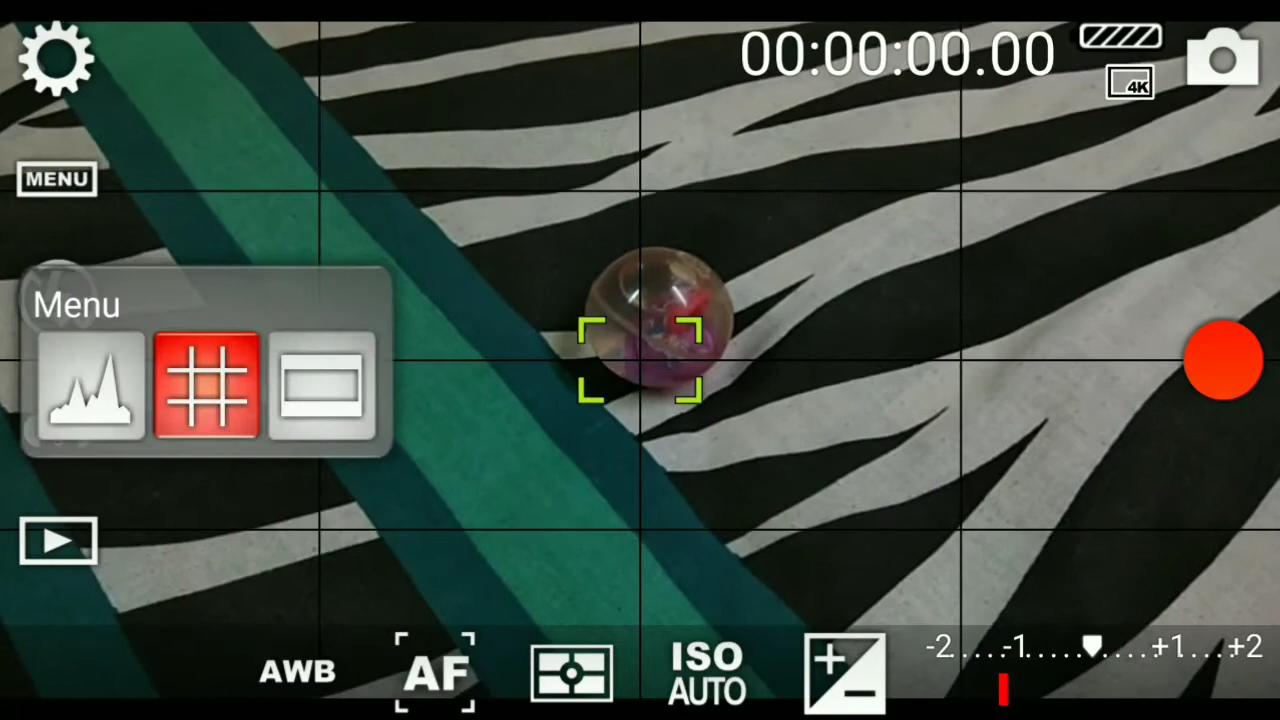 00:00:00.00
4K
MENU
Menu
AWB
AF
ISO
AUTO
-2....-1.........+1....+2